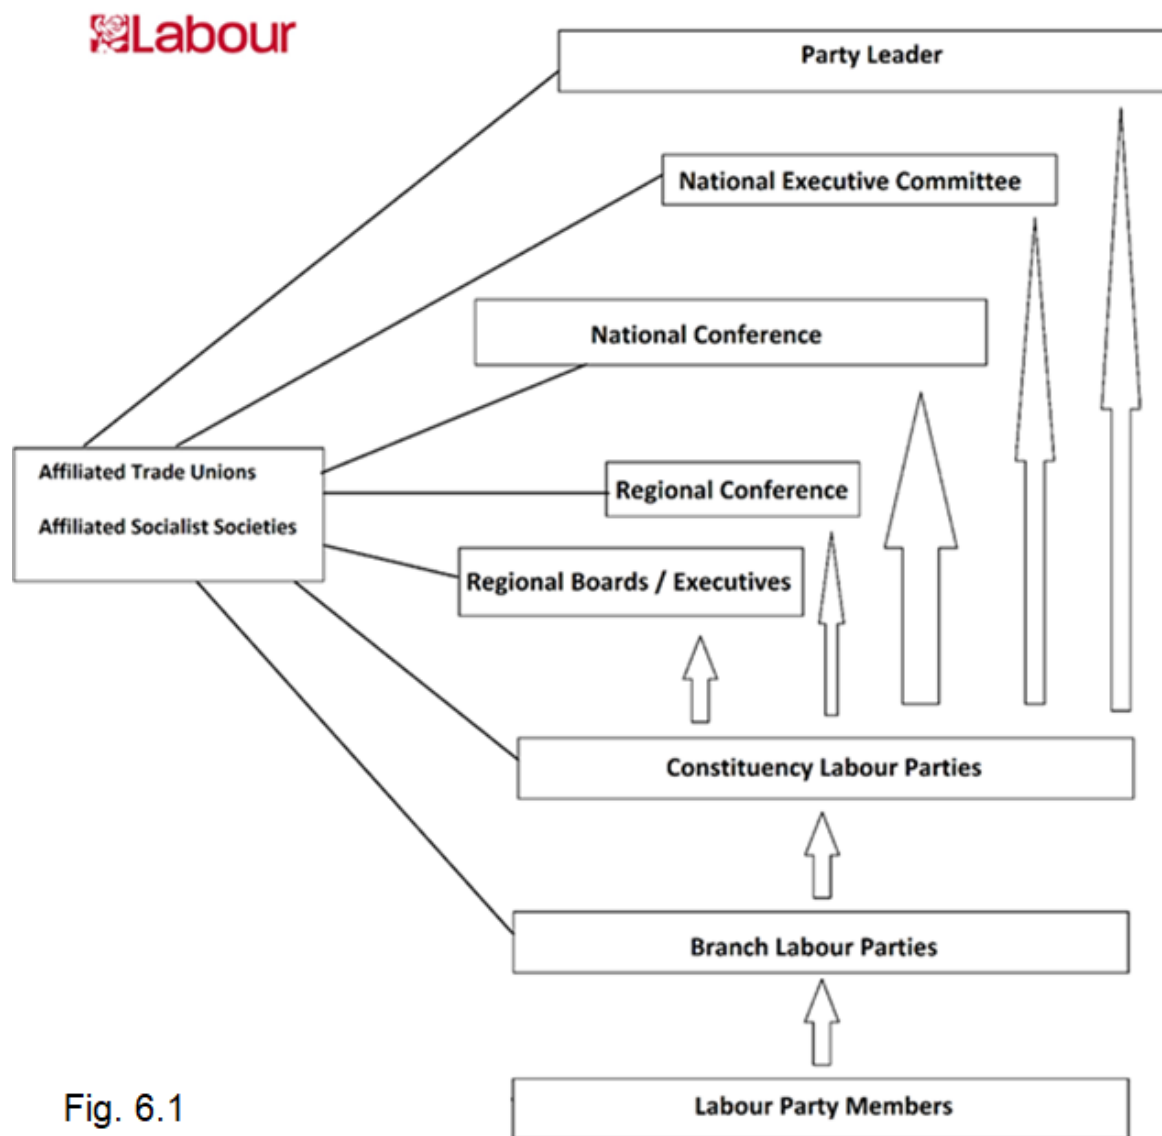 Labour
Party Leader
National Executive Committee
National Conference
Affiliated Trade Unions
Affiliated Socialist Societies
Regional Conference
Regional Boards / Executives
Constituency Labour Parties
Branch Labour Parties
Labour Party Members
Fig. 6.1